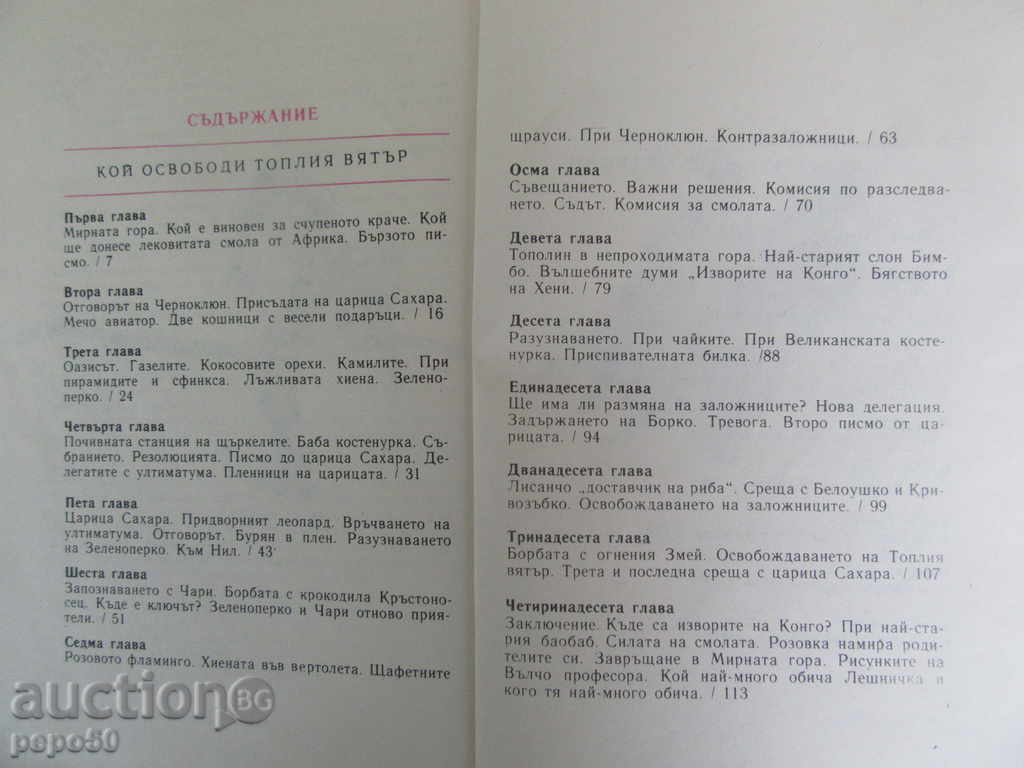 СЪДЪРЖАНИЕ
КОЙ ОСВОБОДИ ТОПЛИЯ ВЯТЪР
Първа глава
Мирната гора. Кой е виновен за счупеното краче. Кой
ще донесе лековитата смола от Африка. Бързото пи-
смо. / 7
Втора глава
Отговорът на Черноклюн. Присъдата на царица Сахара.
Мечо авиатор. Две кошници с весели подаръци. / 16
Трета глава
Оазисът. Газелите. Кокосовите орехи. Камилите. При
пирамидите и сфинкса. Лъжливата хиена. Зелено-
перко. / 24
Четвърта глава
Почивната станция на щъркелите. Баба костенурка. Съ-
бранието. Резолюцията. Писмо до царица Сахара. Де-
легатите с ултиматума. Пленници на царицата. / 31
Пета глава
Царица Сахара. Придворният леопард. Връчването на
ултиматума. Отговорът. Бурян в плен. Разузнаването
на Зеленоперко. Към Нил. / 43
Шеста глава
Запознаването с Чари. Борбата с крокодила Кръстоно-
сец. Къде е ключът? Зеленоперко и Чари отново прия-
тели. / 51
Седма глава
Розовото фламинго. Хиената във вертолета. Щафетните
щрауси. При Черноклюн. Контразаложници. / 63
Осма глава
Съвещанието. Важни решения. Комисия по разследва-
нето. Съдът. Комисия за смолата. / 70
Девета глава
Тополин в непроходимата гора. Най-старият слон Бим-
бо. Вълшебните думи „Изворите на Конго“. Бягството
на Хени. / 79
Десета глава
Разузнаването. При чайките. При Великанската косте-
нурка. Приспивателната билка. /88
Единадесета глава
Ще има ли размяна на заложниците? Нова делегация.
Задържането на Борко. Тревога. Второ писмо от ца-
рицата. / 94
Дванадесета глава
Лисанчо „доставчик на риба“. Среща с Белоушко и Кри-
возъбко. Освобождаването на заложниците. / 99
Тринадесета глава
Борбата с огнения Змей. Освобождаването на Топлия
вятър. Трета и последна среща с царица Сахара. / 107
Четиринадесета глава
Заключение. Къде са изворите на Конго? При най-ста-
рия баобаб. Силата на смолата. Розовка намира роди-
телите си. Завръщане в Мирната гора. Рисунките на
Вълчо професора. Кой най-много обича Лешничка и
кого тя най-много обича. / 113
auction BG
pepo50